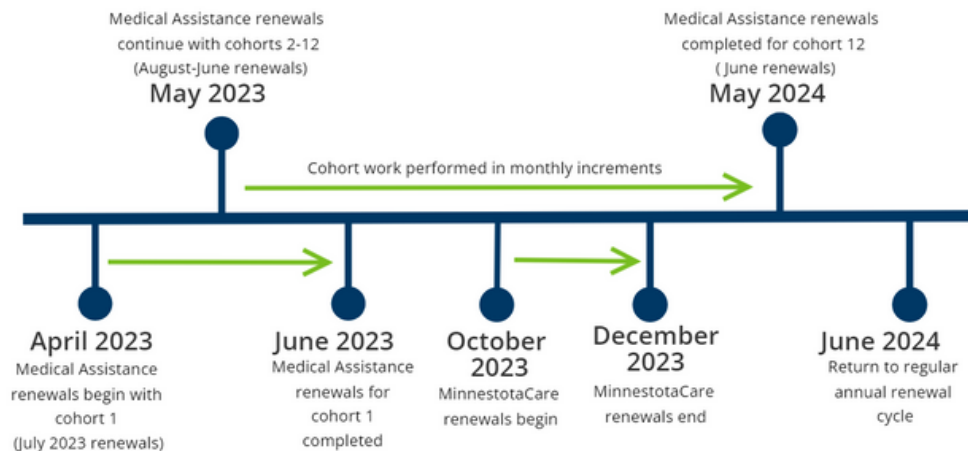 Medical Assistance renewals
continue with cohorts 2-12
(August-June renewals)
May 2023
Medical Assistance renewals
completed for cohort 12
( June renewals)
May 2024
Cohort work performed in monthly increments
April 2023
Medical Assistance
renewals begin with
cohort 1
(July 2023 renewals)
June 2023
Medical Assistance
renewals for
cohort 1
completed
October
2023
MinnestotaCare
renewals begin
December
2023
MinnestotaCare
renewals end
June 2024
Return to regular
annual renewal
cycle